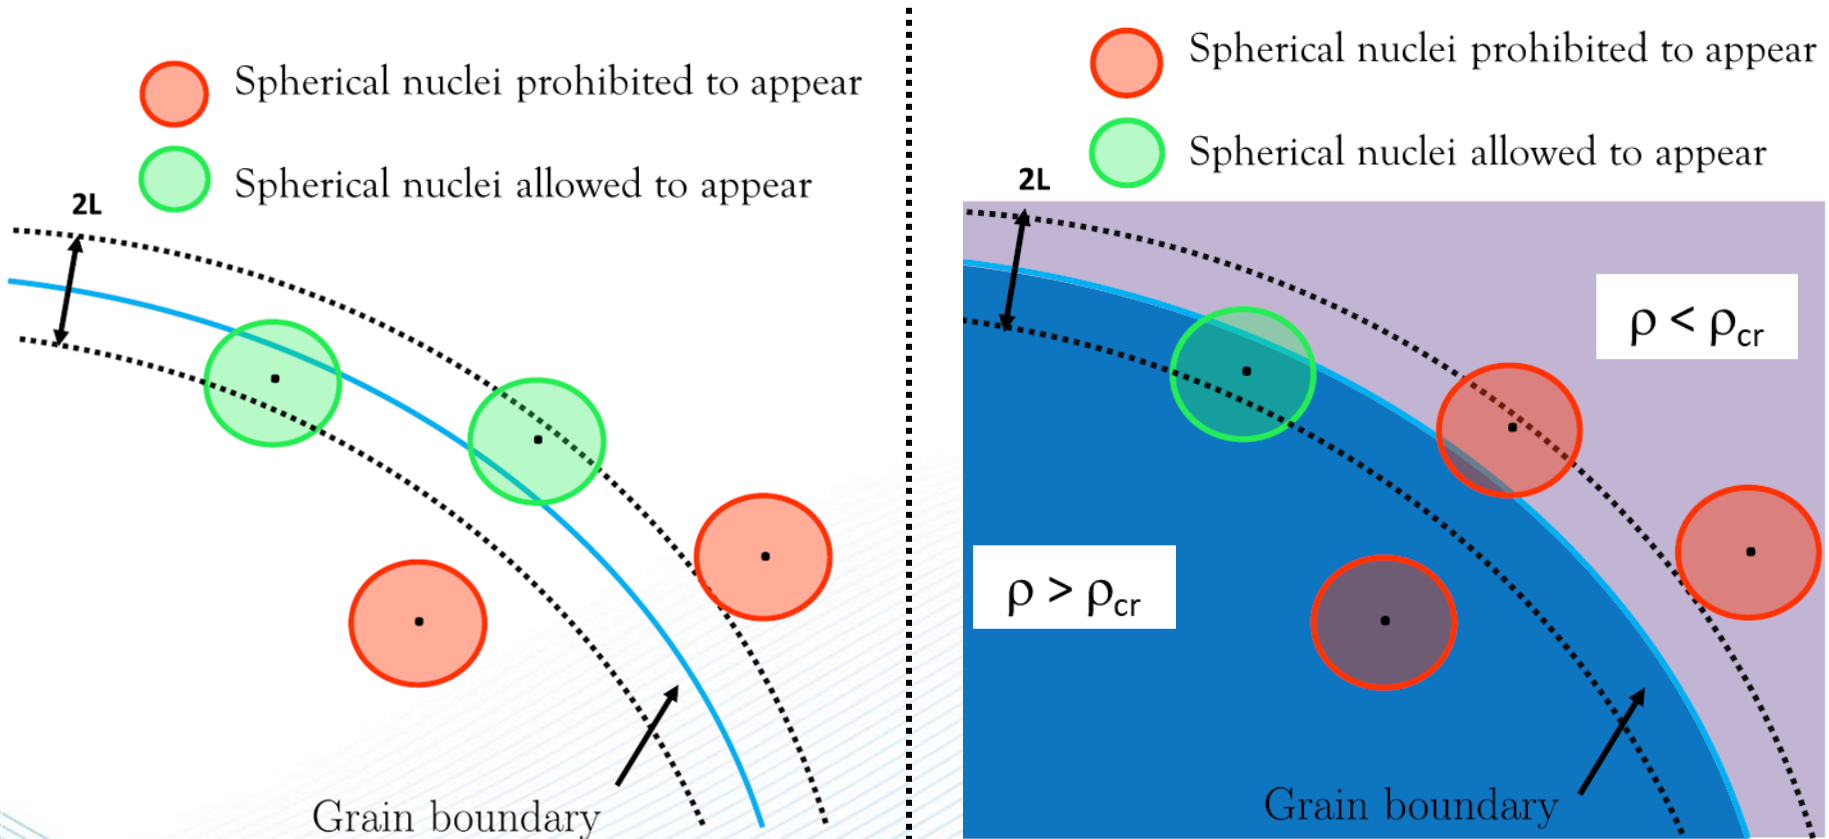 Spherical nuclei prohibited to appear
Spherical nuclei allowed to appear
2L
Grain boundary
Spherical nuclei prohibited to appear
Spherical nuclei allowed to appear
2L
ρ < ρcr
ρ > ρcr
Grain boundary